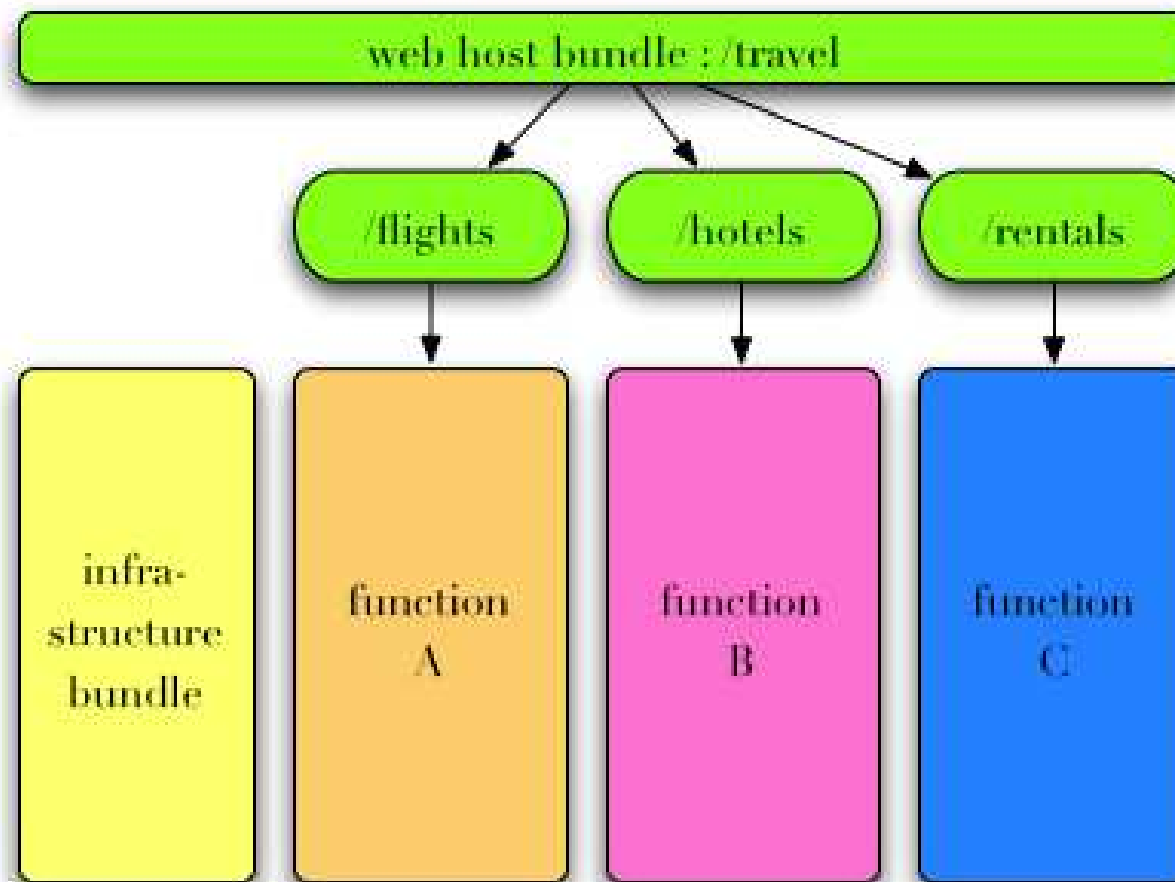 web host bundle : /travel
/flights
/hotels
/rentals
infra-
structure
bundle
function
A
function
B
function
C